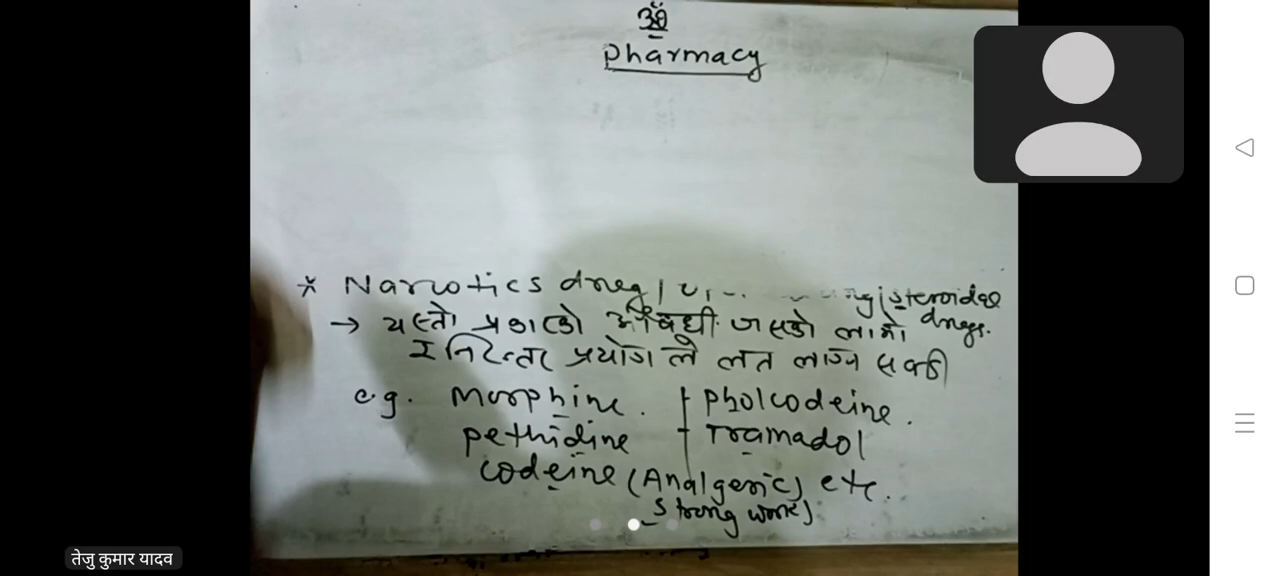 ॐ
Pharmacy
* Narcotics drug | steroidal
drugs.
→ यस्तो प्रकारको औषधी जसको लामो
र निरन्तर प्रयोग ले लत लाग्न सक्छ
e.g. Morphine. Pholcodeine.
pethidine Tramadol
codeine (Analgesic) etc.
strong
तेजु कुमार यादव